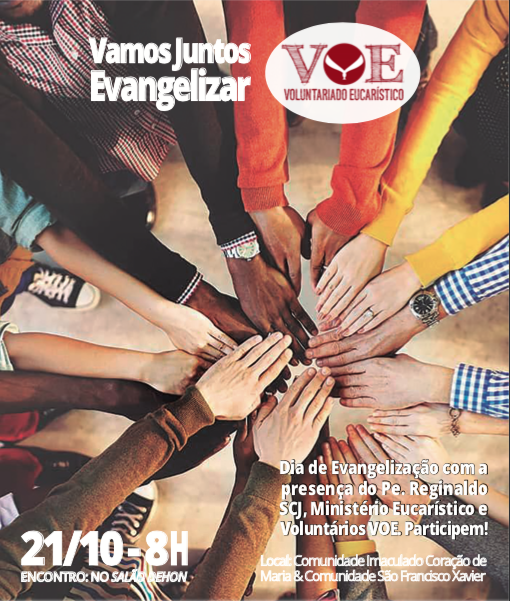 Vamos Juntos
Evangelizar
VOE
VOLUNTARIADO EUCARÍSTICO
Dia de Evangelização com a
presença do Pe. Reginaldo
SCJ, Ministério Eucarístico e
Voluntários VOE. Participem!
21/10 - 8H
ENCONTRO: NO SALÃO DEHON
Local: Comunidade Imaculado Coração de
Maria & Comunidade São Francisco Xavier